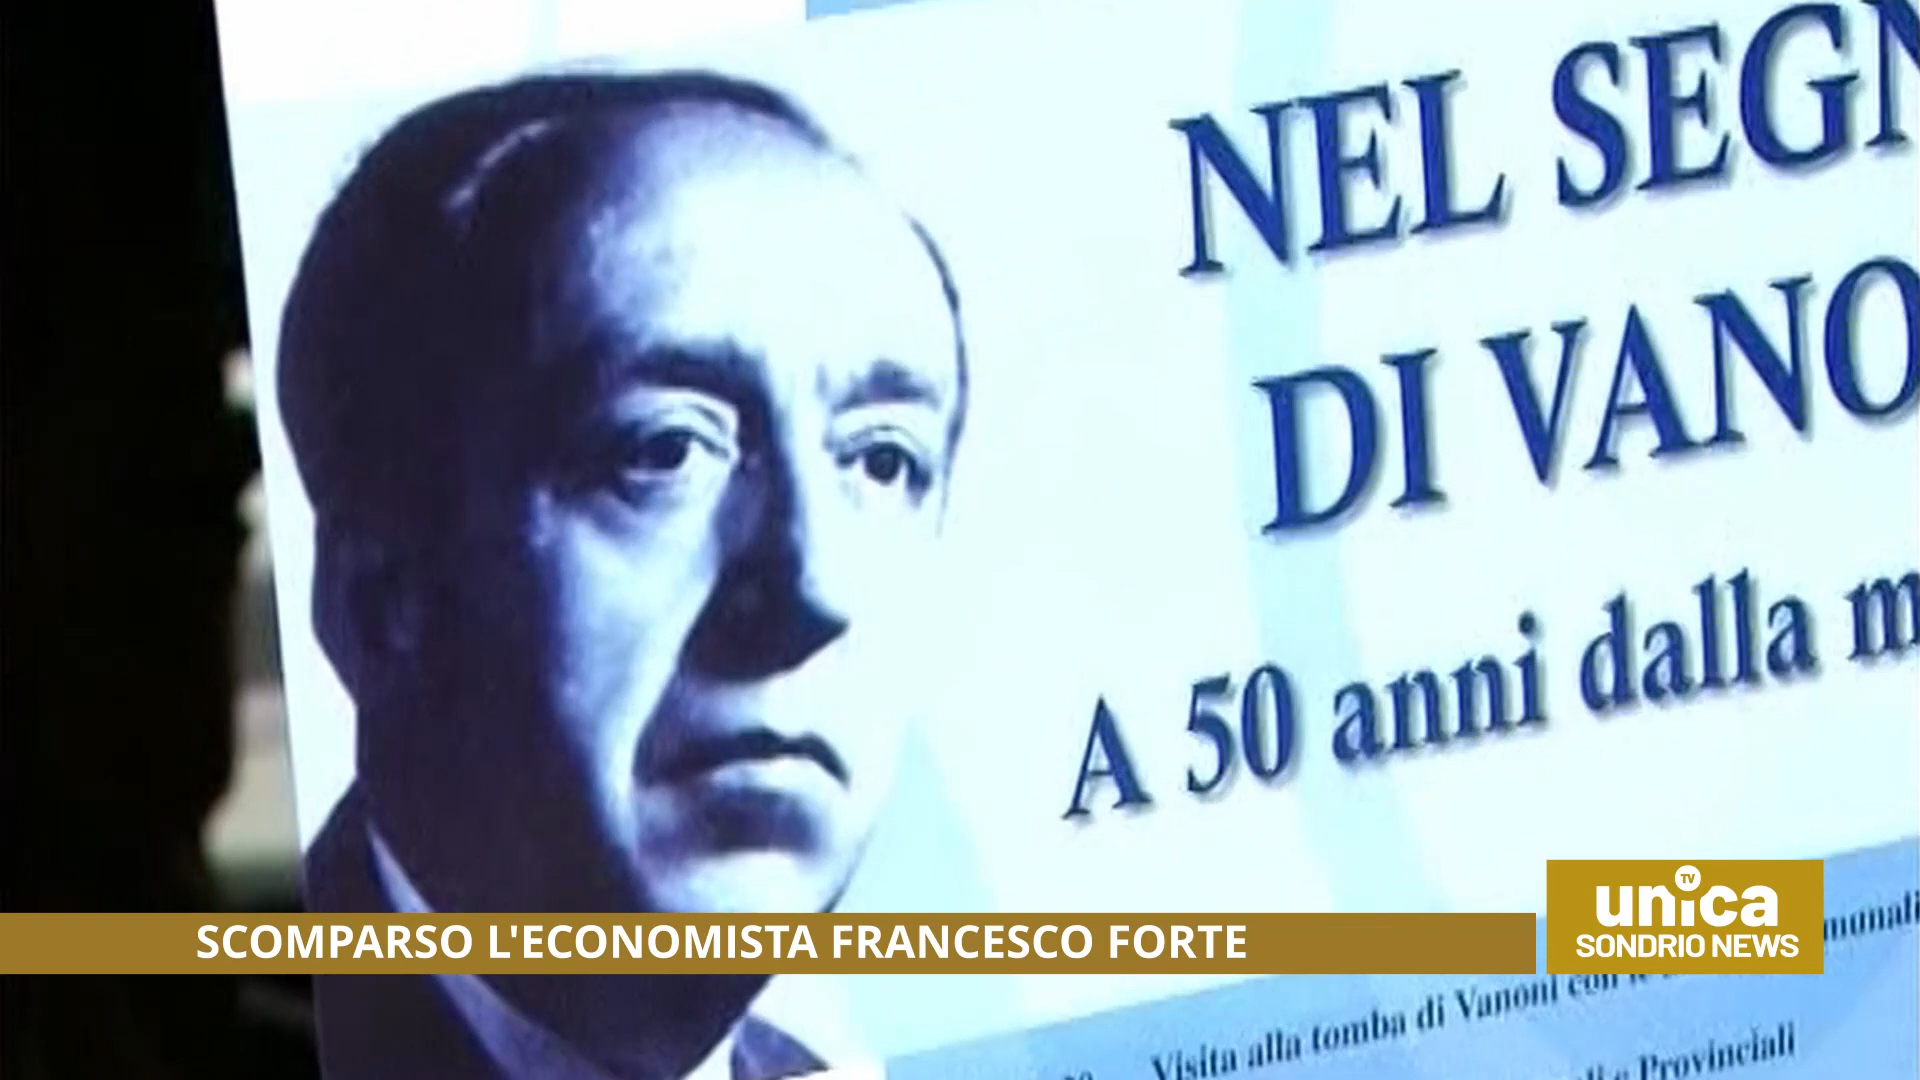 NEL SEGN
DI VANO
A 50 anni dalla m
TV
unica
SONDRIO NEWS
SCOMPARSO L'ECONOMISTA FRANCESCO FORTE
Visita alla tomba di Vanoni con
e Provinciali